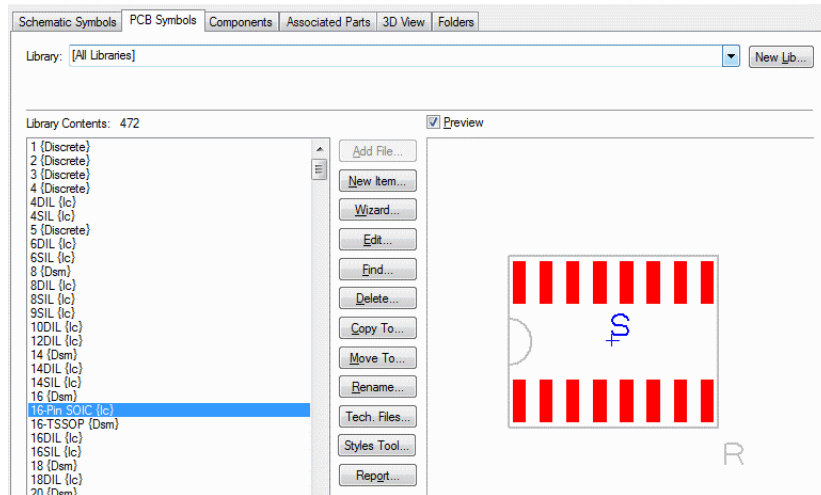 Schematic Symbols PCB Symbols Components Associated Parts 3D View Folders
Library: [All Libraries] New Lib...
Library Contents: 472
Preview
1 {Discrete}
2 {Discrete}
3 {Discrete}
4 {Discrete}
4DIL {Ic}
4SIL {Ic}
5 {Discrete}
6DIL {Ic}
6SIL {Ic}
8 {Dsm}
8DIL {Ic}
8SIL {Ic}
9SIL {Ic}
10DIL {Ic}
12DIL {Ic}
14 {Dsm}
14DIL {Ic}
14SIL {Ic}
16 {Dsm}
16-Pin SOIC {Ic}
16-TSSOP {Dsm}
16DIL {Ic}
16SIL {Ic}
18 {Dsm}
18DIL {Ic}
20 {Dsm}
Add File...
New Item...
Wizard...
Edit...
Find...
Delete...
Copy To...
Move To...
Rename...
Tech. Files...
Styles Tool...
Report...
S
R